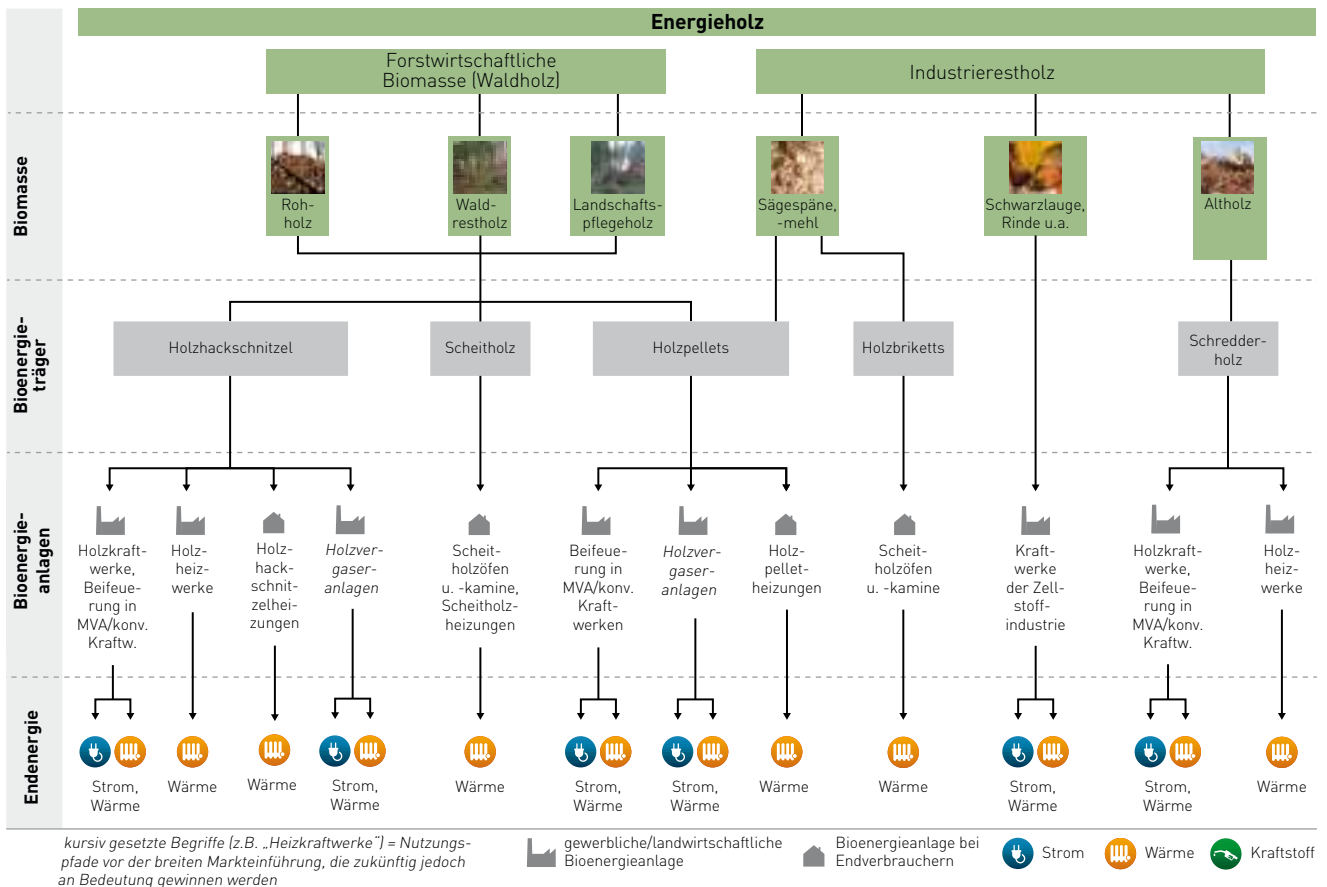 Energieholz
Forstwirtschaftliche
Biomasse (Waldholz)
Industrierestholz
Biomasse
Roh-
holz
Wald-
restholz
Landschafts-
pflegeholz
Sägespäne,
-mehl
Schwarzlauge,
Rinde u.a.
Altholz
Bioenergie-
träger
Holzhackschnitzel
Scheitholz
Holzpellets
Holzbriketts
Schredder-
holz
Bioenergie-
anlagen
Holzkraft-
werke,
Beifeue-
rung in
MVA/konv.
Kraftw.
Holz-
heiz-
werke
Holz-
hack-
schnit-
zelhei-
zungen
Holzver-
gaser-
anlagen
Scheit-
holzöfen
u. -kamine,
Scheitholz-
heizungen
Beifeue-
rung in
MVA/konv.
Kraft-
werken
Holzver-
gaser-
anlagen
Holz-
pellet-
heizungen
Scheit-
holzöfen
u. -kamine
Kraft-
werke
der Zell-
stoff-
industrie
Holzkraft-
werke,
Beifeue-
rung in
MVA/konv.
Kraftw.
Holz-
heiz-
werke
Endenergie
Strom,
Wärme
Wärme
Wärme
Strom,
Wärme
Wärme
Strom,
Wärme
Strom,
Wärme
Wärme
Wärme
Strom,
Wärme
Strom,
Wärme
Wärme
kursiv gesetzte Begriffe (z.B. „Heizkraftwerke") = Nutzungs-
pfade vor der breiten Markteinführung, die zukünftig jedoch
an Bedeutung gewinnen werden
gewerbliche/landwirtschaftliche
Bioenergieanlage
Bioenergieanlage bei
Endverbrauchern
Strom
Wärme
Kraftstoff